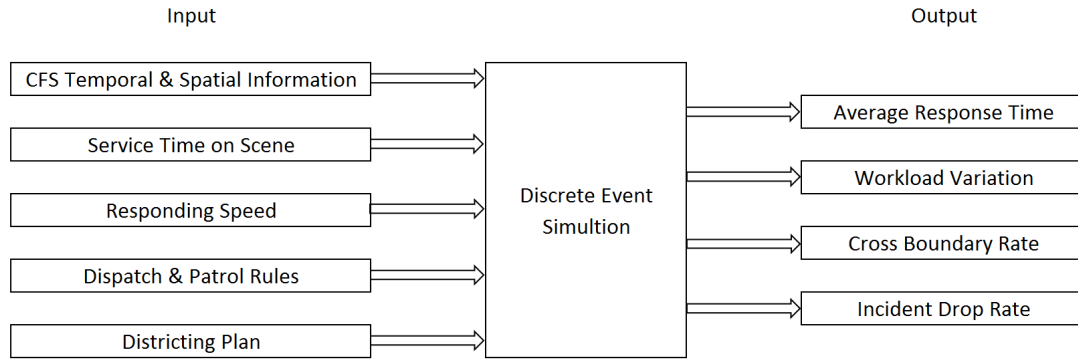 Input
Output
CFS Temporal & Spatial Information
Service Time on Scene
Responding Speed
Dispatch & Patrol Rules
Districting Plan
Discrete Event
Simultion
Average Response Time
Workload Variation
Cross Boundary Rate
Incident Drop Rate